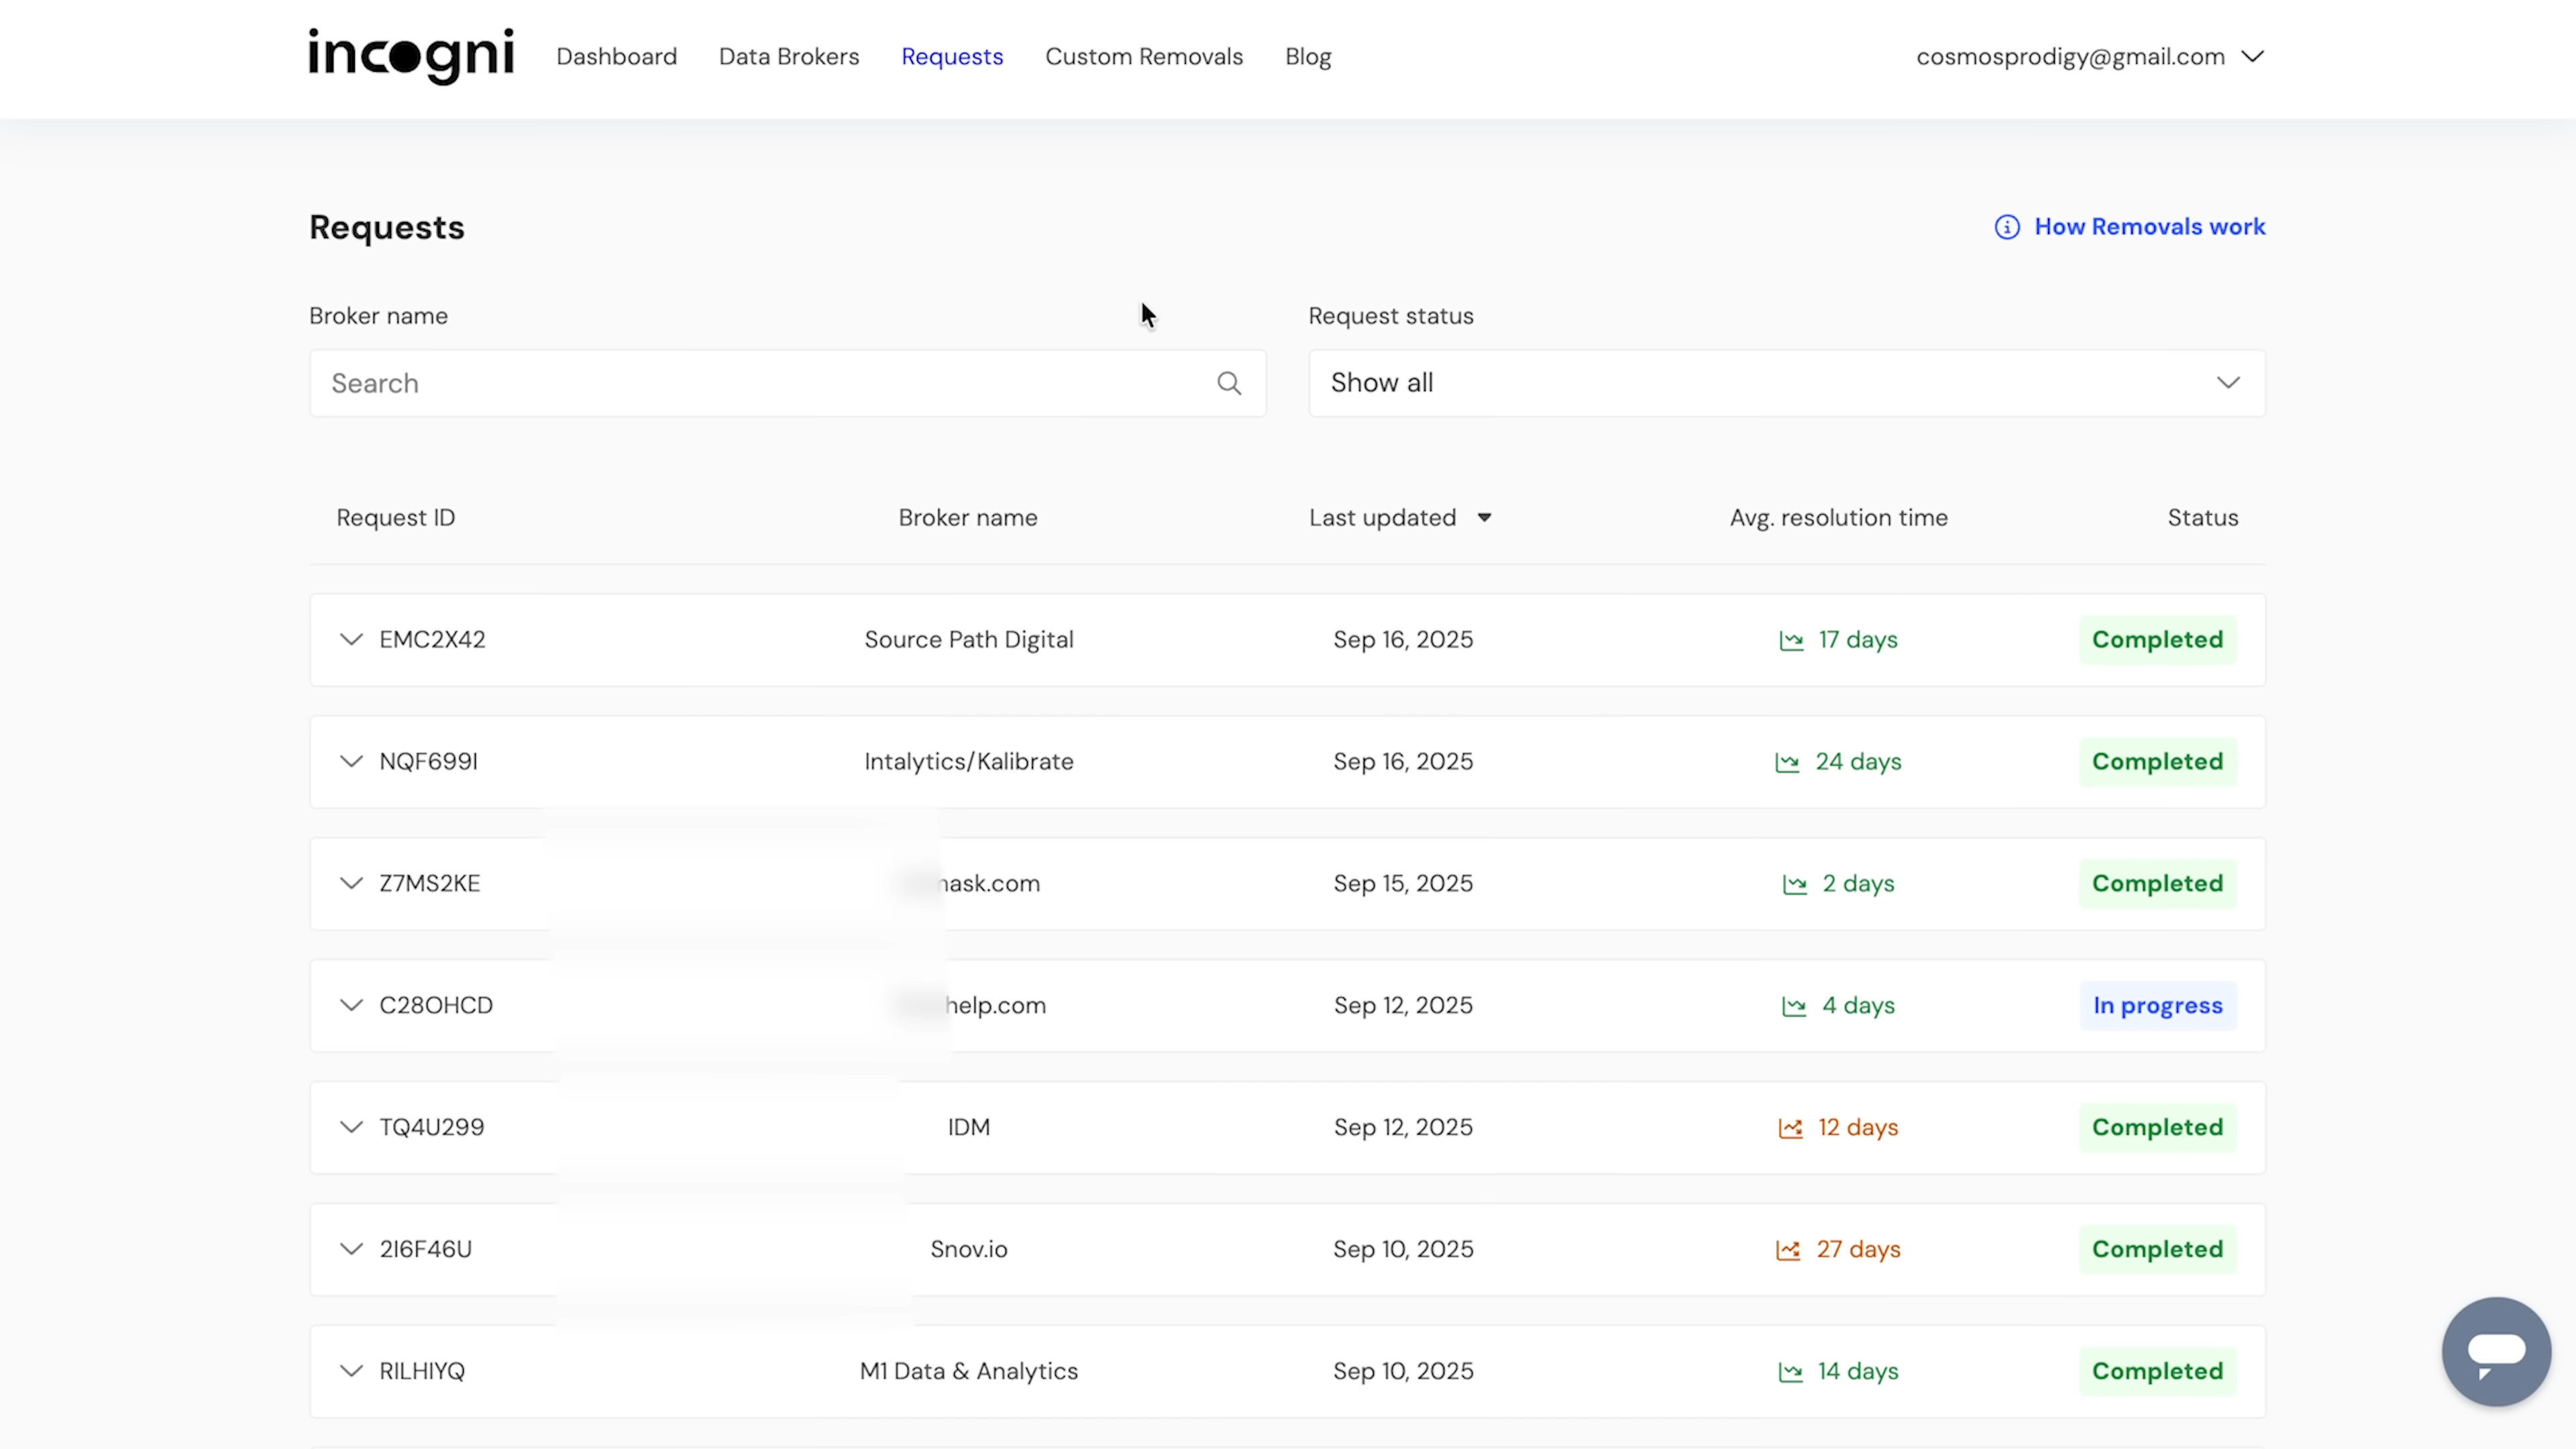 incogni Dashboard Data Brokers Requests Custom Removals Blog cosmosprodigy@gmail.com
Requests How Removals work
Broker name Request status
Search Show all
Request ID Broker name Last updated Avg. resolution time Status
EMC2X42 Source Path Digital Sep 16, 2025 17 days Completed
NQF699I Intalytics/Kalibrate Sep 16, 2025 24 days Completed
Z7MS2KE Sep 15, 2025 2 days Completed
C28OHCD help.com Sep 12, 2025 4 days In progress
TQ4U299 IDM Sep 12, 2025 12 days Completed
2I6F46U Snov.io Sep 10, 2025 27 days Completed
RILHIYQ M1 Data & Analytics Sep 10, 2025 14 days Completed